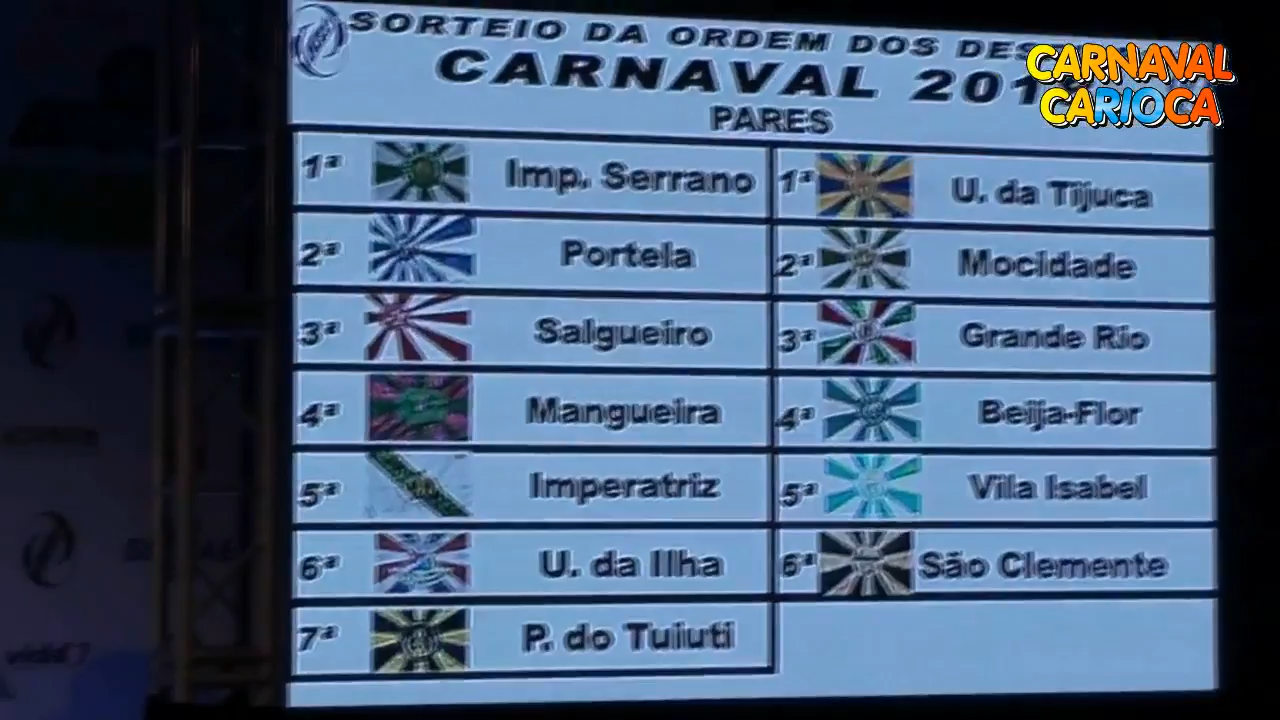 SORTEIO DA ORDEM DOS
CARNAVAL
PARES
CARNAVAL
CARIOCA
1ª Imp. Serrano 1ª U. da Tijuca
2ª Portela 2ª Mocidade
3ª Salgueiro 3ª Grande Rio
4ª Mangueira 4ª Beija-Flor
5ª Imperatriz 5ª Vila Isabel
6ª U. da Ilha 6ª São Clemente
7ª P. do Tuiuti